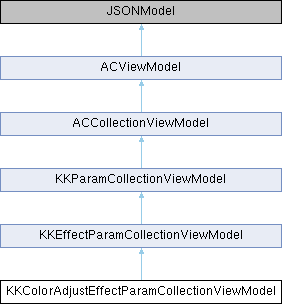 JSONModel
ACViewModel
ACCollectionViewModel
KKParamCollectionViewModel
KKEffectParamCollectionViewModel
KKColorAdjustEffectParamCollectionViewModel